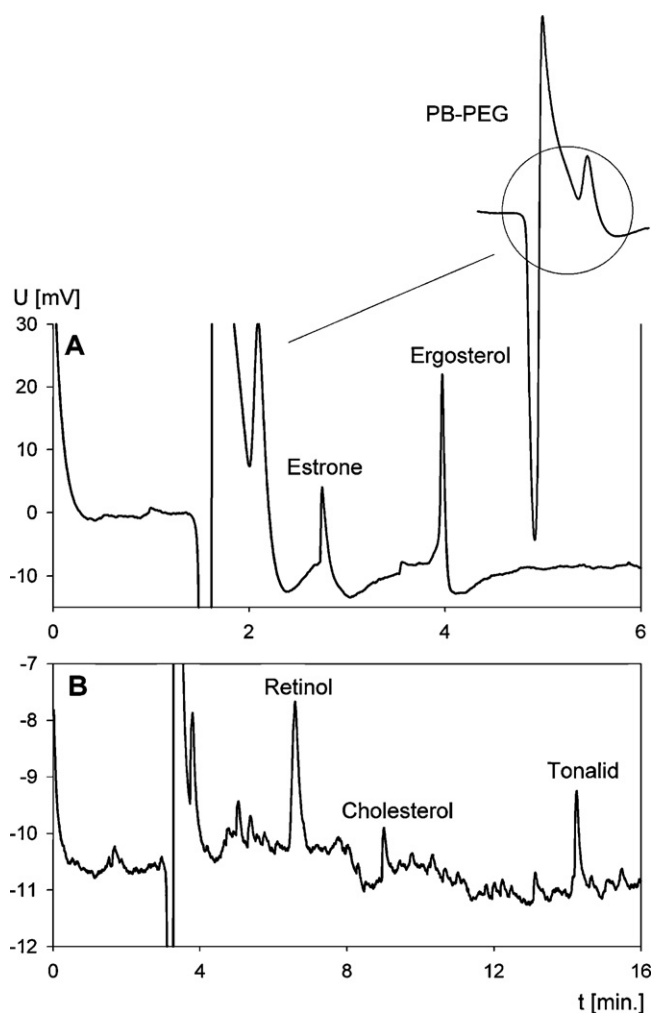 PB-PEG
U [mV]
30
A
Ergosterol
20
10
Estrone
0
-10
0
2
4
6
-7
B
Retinol
-8
Tonalid
-9
Cholesterol
-10
-11
-12
0
4
8
12
16
t [min.]